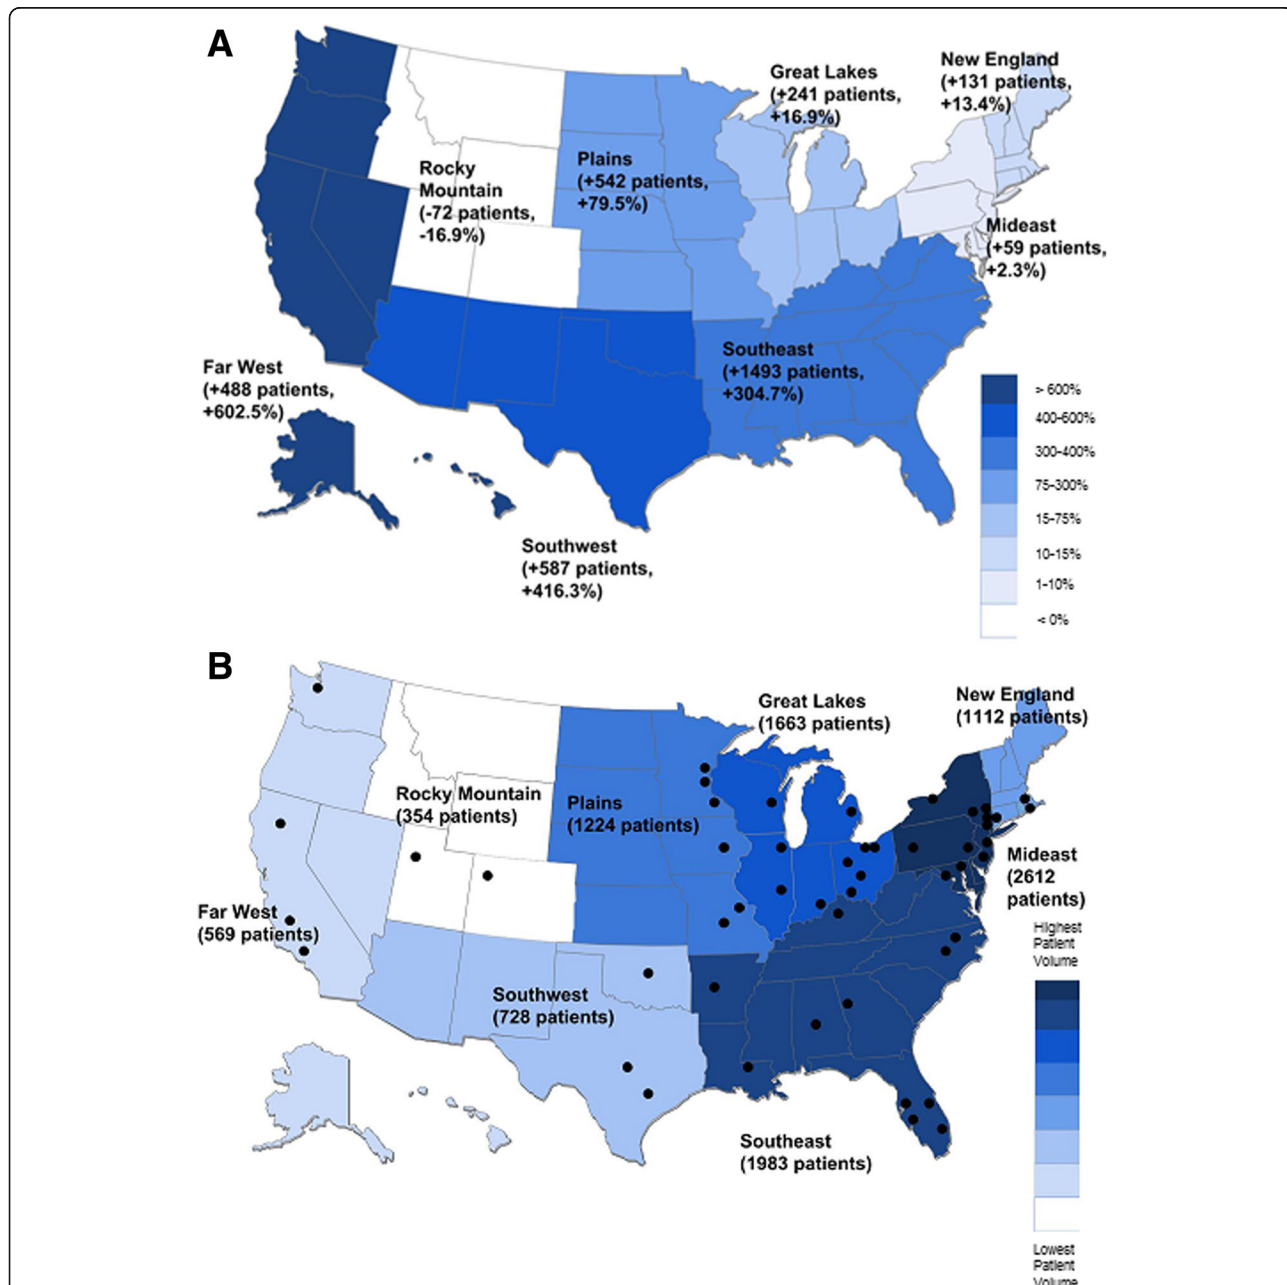 A
New England
(+131 patients,
+13.4%)
Great Lakes
(+241 patients,
+16.9%)
Plains
(+542 patients,
+79.5%)
Rocky
Mountain
(-72 patients,
-16.9%)
Mideast
(+59 patients,
+2.3%)
Southeast
(+1493 patients,
+304.7%)
Far West
(+488 patients,
+602.5%)
Southwest
(+587 patients,
+416.3%)
> 600%
400-600%
300-400%
75-300%
15-75%
10-15%
1-10%
< 0%
B
New England
(1112 patients)
Great Lakes
(1663 patients)
Rocky Mountain
(354 patients)
Plains
(1224 patients)
Mideast
(2612
patients)
Far West
(569 patients)
Southwest
(728 patients)
Southeast
(1983 patients)
Highest
Patient
Volume
Lowest
Patient
Volume